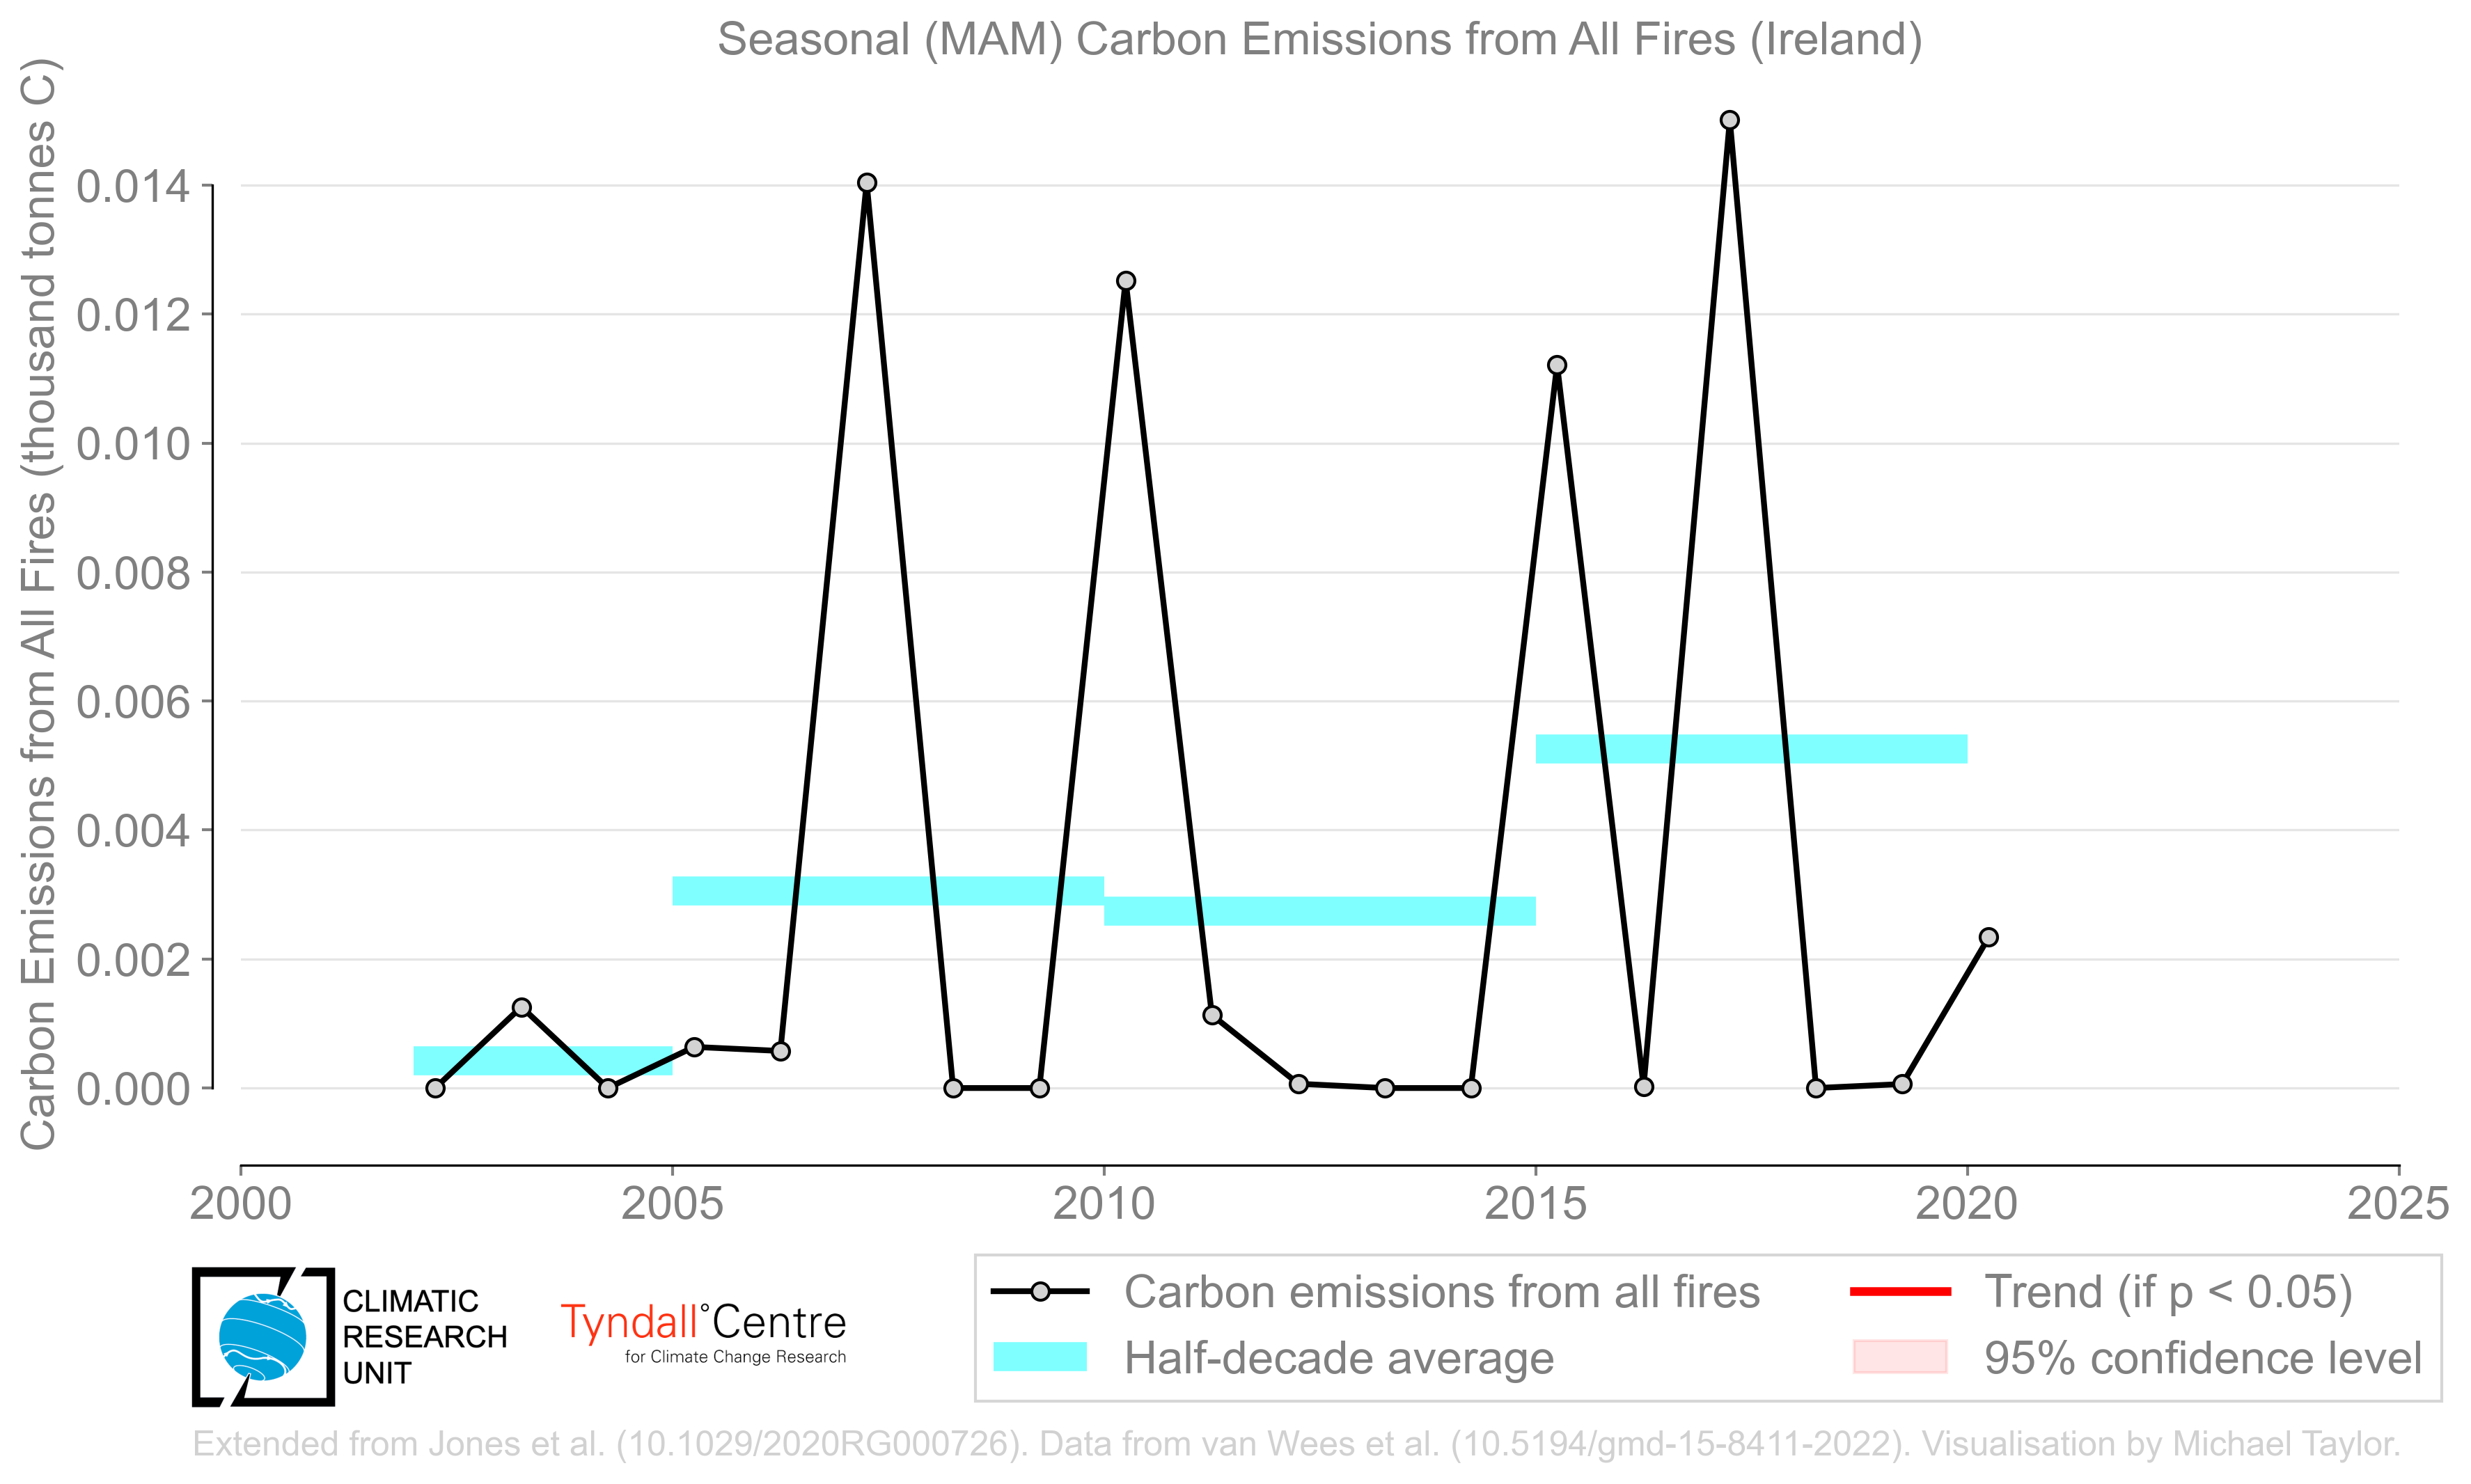 Seasonal (MAM) Carbon Emissions from All Fires (Ireland)
Carbon Emissions from All Fires (thousand tonnes C)
0.014
0.012
0.010
0.008
0.006
0.004
0.002
0.000
2000
2005
2010
2015
2020
2025
CLIMATIC
RESEARCH
UNIT
Tyndall°Centre
for Climate Change Research
Carbon emissions from all fires
Half-decade average
Trend (if p < 0.05)
95% confidence level
Extended from Jones et al. (10.1029/2020RG000726). Data from van Wees et al. (10.5194/gmd-15-8411-2022). Visualisation by Michael Taylor.